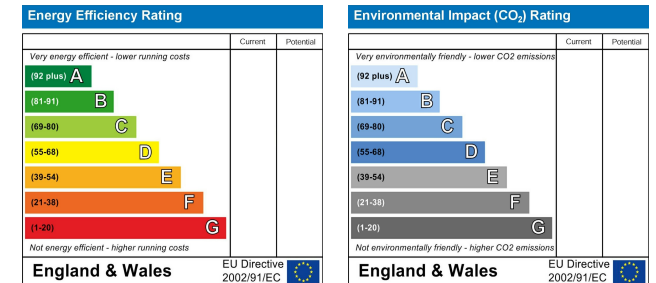 Energy Efficiency Rating
Current Potential
Very energy efficient - lower running costs
(92 plus) A
(81-91) B
(69-80) C
(55-68) D
(39-54) E
(21-38) F
(1-20) G
Not energy efficient - higher running costs
England & Wales
EU Directive
2002/91/EC
Environmental Impact (CO₂) Rating
Current Potential
Very environmentally friendly - lower CO2 emissions
(92 plus) A
(81-91) B
(69-80) C
(55-68) D
(39-54) E
(21-38) F
(1-20) G
Not environmentally friendly - higher CO2 emissions
England & Wales
EU Directive
2002/91/EC